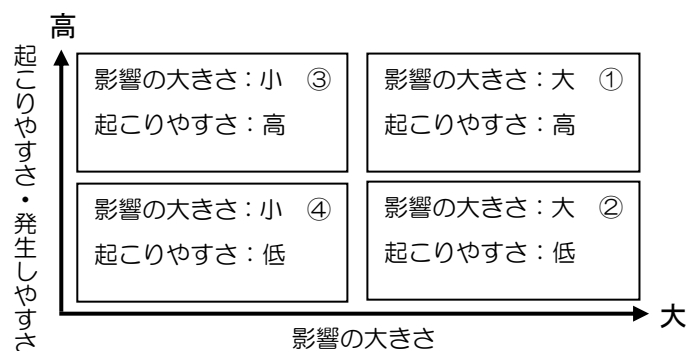 高
起こりやすさ・発生しやすさ
影響の大きさ：小　③
起こりやすさ：高
影響の大きさ：大　①
起こりやすさ：高
影響の大きさ：小　④
起こりやすさ：低
影響の大きさ：大　②
起こりやすさ：低
大
影響の大きさ